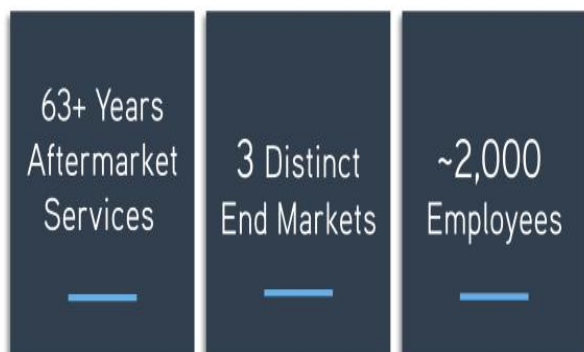 63+ Years
Aftermarket
Services
3 Distinct
End Markets
~2,000
Employees